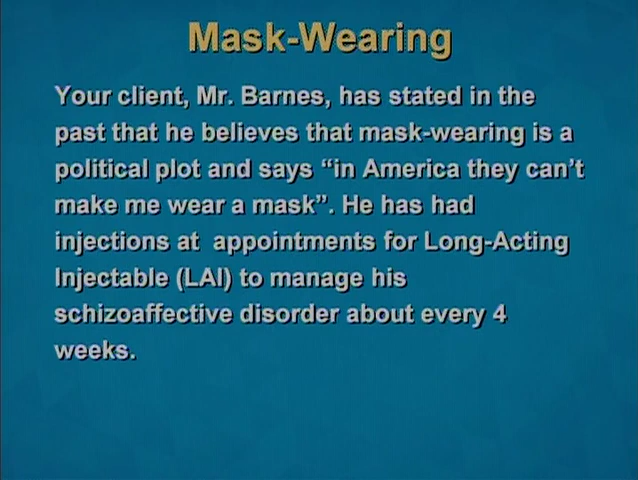 Mask-Wearing
Your client, Mr. Barnes, has stated in the
past that he believes that mask-wearing is a
political plot and says “in America they can’t
make me wear a mask”. He has had
injections at appointments for Long-Acting
Injectable (LAI) to manage his
schizoaffective disorder about every 4
weeks.